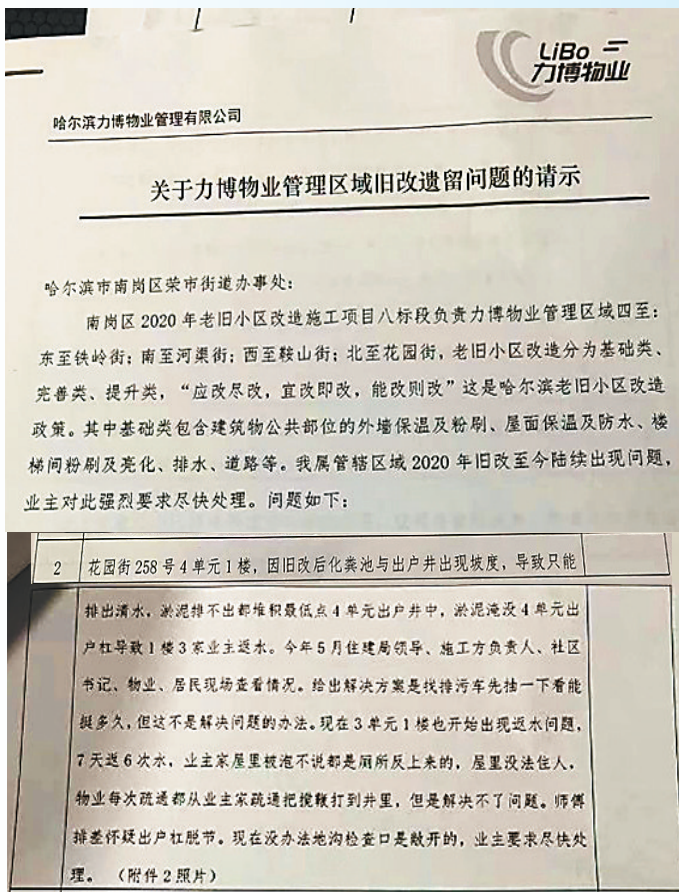 LiBo
力博物业
哈尔滨力博物业管理有限公司
关于力博物业管理区域旧改遗留问题的请示
哈尔滨市南岗区荣市街道办事处：
南岗区2020年老旧小区改造施工项目八标段负责力博物业管理区域四至：
东至铁岭街；南至河渠街；西至鞍山街；北至花园街，老旧小区改造分为基础类、
完善类、提升类，“应改尽改，宜改即改，能改则改”这是哈尔滨老旧小区改造
政策。其中基础类包含建筑物公共部位的外墙保温及粉刷、屋面保温及防水、楼
梯间粉刷及亮化、排水、道路等。我属管辖区域2020年旧改至今陆续出现问题，
业主对此强烈要求尽快处理。问题如下：
2 花园街258号4单元1楼，因旧改后化粪池与出户井出现坡度，导致只能
排出清水，淤泥排不出都堆积最低点4单元出户井中，淤泥淹没4单元出
户杠导致1楼3家业主返水。今年5月住建局领导、施工方负责人、社区
书记、物业、居民现场查看情况。给出解决方案是找排污车先抽一下看能
挺多久，但这不是解决问题的办法。现在3单元1楼也开始出现返水问题，
7天返6次水，业主家屋里被泡不说都是厕所反上来的，屋里没法住人，
物业每次疏通都从业主家疏通把搅鞭打到井里，但是解决不了问题。师傅
排差怀疑出户杠脱节。现在没办法地沟检查口是敞开的，业主要求尽快处
理。（附件2照片）